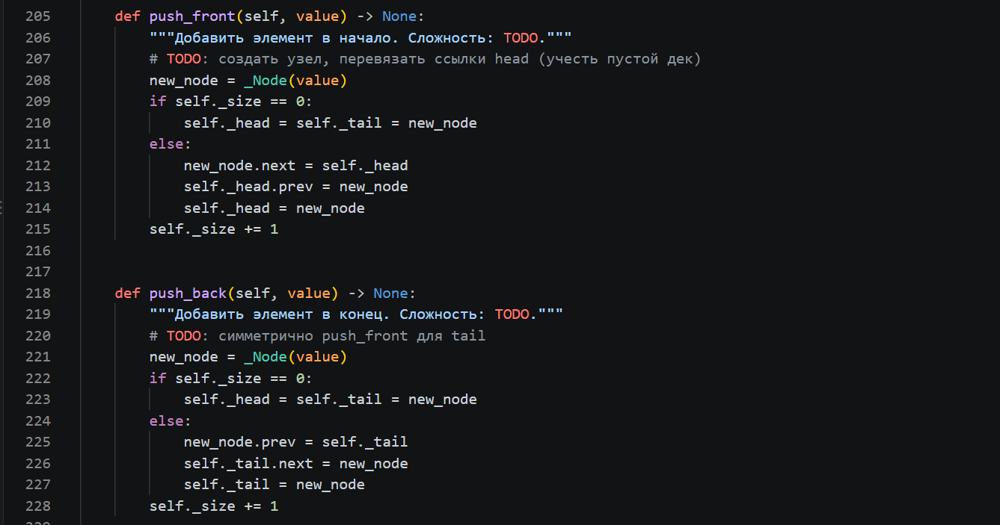 205 def push_front(self, value) -> None:
206 """Добавить элемент в начало. Сложность: TODO."""
207 # TODO: создать узел, перевязать ссылки head (учесть пустой дек)
208 new_node = _Node(value)
209 if self._size == 0:
210 self._head = self._tail = new_node
211 else:
212 new_node.next = self._head
213 self._head.prev = new_node
214 self._head = new_node
215 self._size += 1
216
217
218 def push_back(self, value) -> None:
219 """Добавить элемент в конец. Сложность: TODO."""
220 # TODO: симметрично push_front для tail
221 new_node = _Node(value)
222 if self._size == 0:
223 self._head = self._tail = new_node
224 else:
225 new_node.prev = self._tail
226 self._tail.next = new_node
227 self._tail = new_node
228 self._size += 1